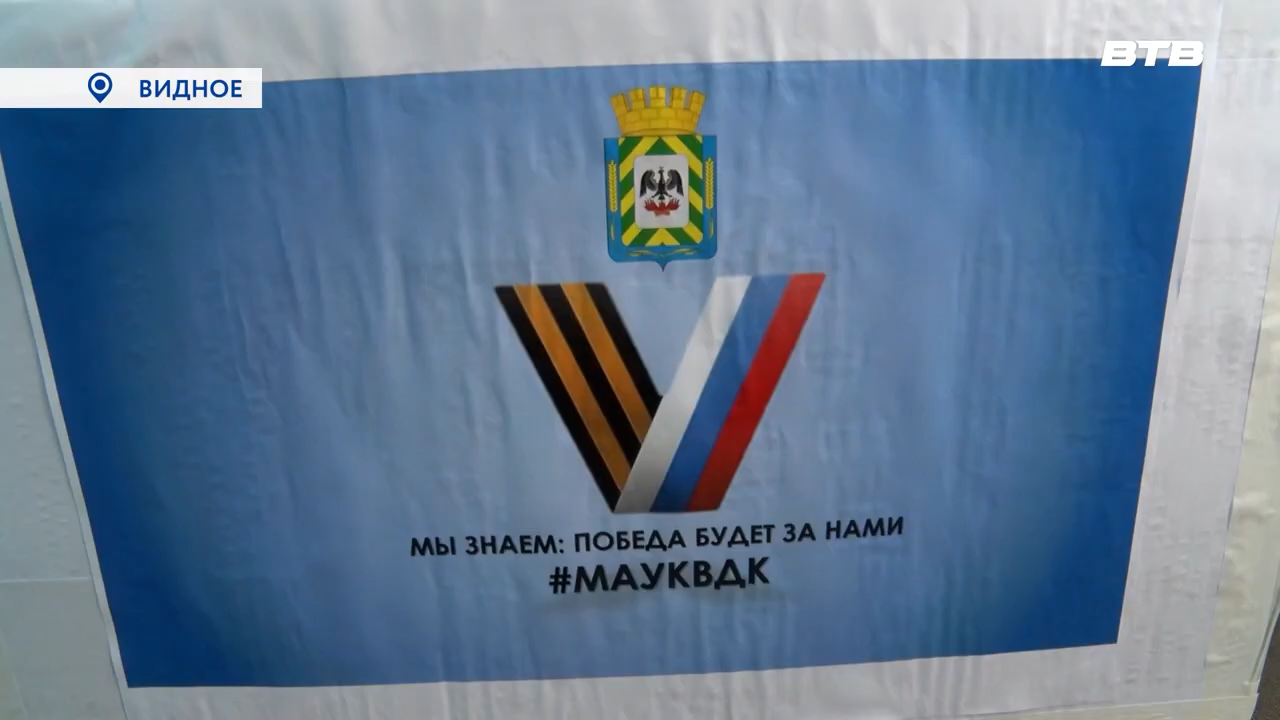 ВТВ
ВИДНОЕ
МЫ ЗНАЕМ: ПОБЕДА БУДЕТ ЗА НАМИ
#МАУКВДК